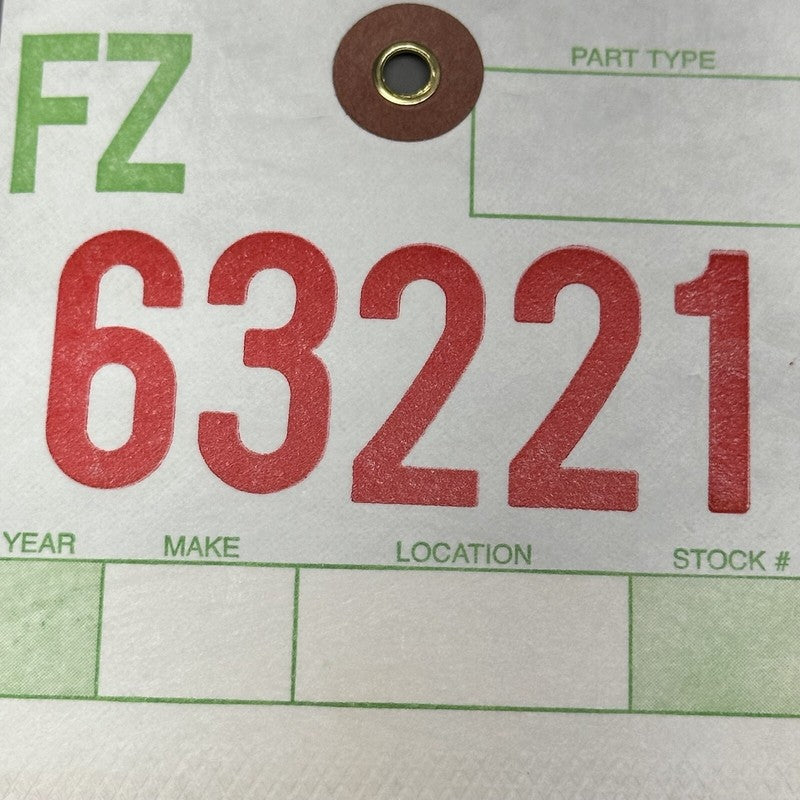 FZ
PART TYPE
63221
YEAR MAKE LOCATION STOCK #